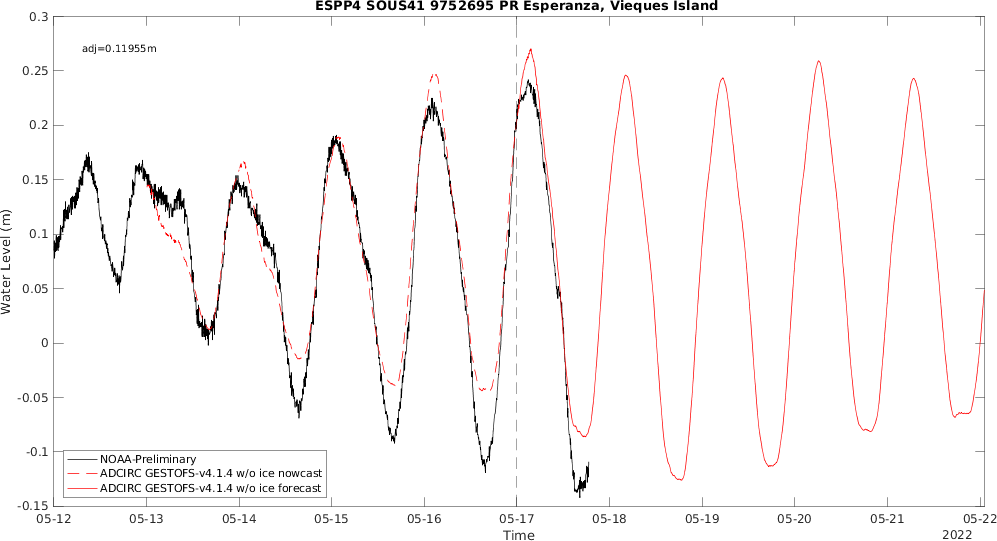 ESPP4 SOUS41 9752695 PR Esperanza, Vieques Island
adj=0.11955m
0.3
0.25
0.2
0.15
0.1
0.05
0
-0.05
-0.1
-0.15
Water Level (m)
NOAA-Preliminary
ADCIRC GESTOFS-v4.1.4 w/o ice nowcast
ADCIRC GESTOFS-v4.1.4 w/o ice forecast
05-12 05-13 05-14 05-15 05-16 05-17 05-18 05-19 05-20 05-21 05-22
Time
2022